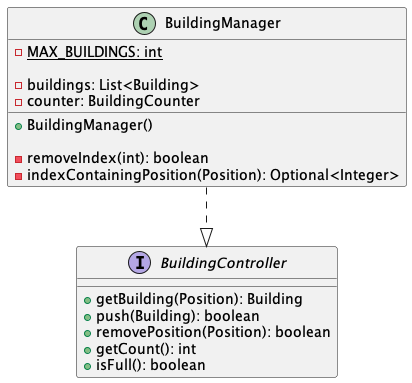 C BuildingManager
MAX_BUILDINGS: int
buildings: List<Building>
counter: BuildingCounter
BuildingManager()
removeIndex(int): boolean
indexContainingPosition(Position): Optional<Integer>
I BuildingController
getBuilding(Position): Building
push(Building): boolean
removePosition(Position): boolean
getCount(): int
isFull(): boolean